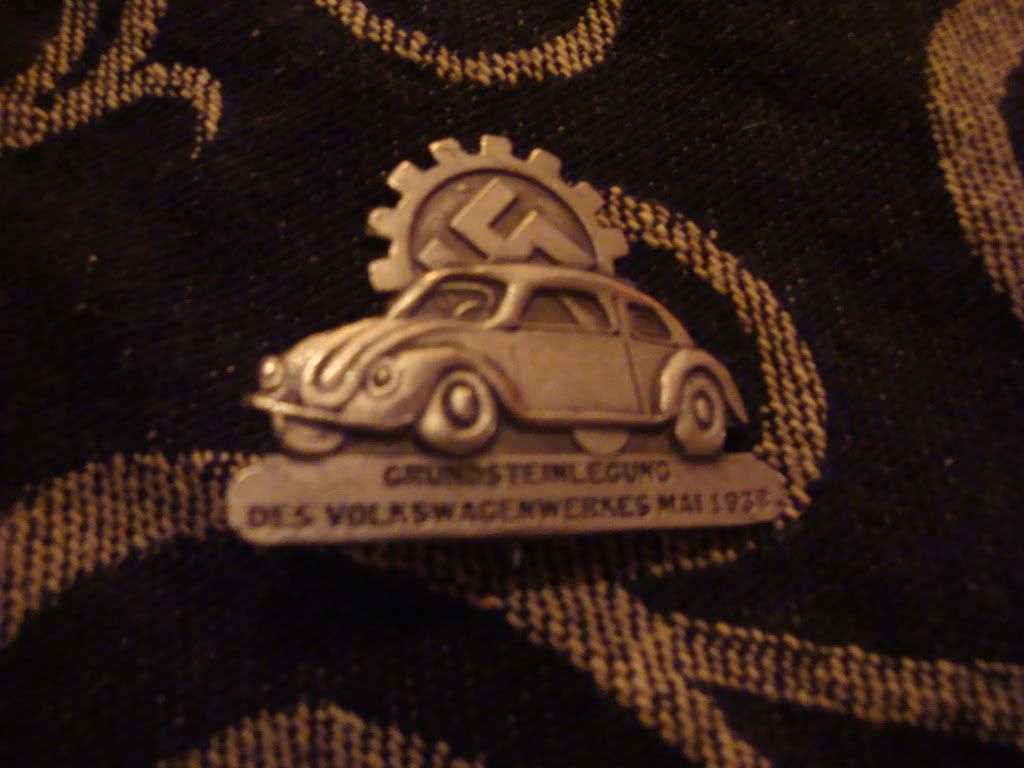 GRUNDSTEINLEGUNG
DES VOLKSWAGENWERKES MAI 1938